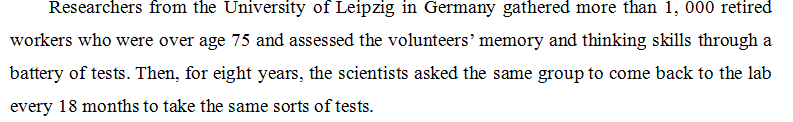 Researchers from the University of Leipzig in Germany gathered more than 1, 000 retired
workers who were over age 75 and assessed the volunteers’ memory and thinking skills through a
battery of tests. Then, for eight years, the scientists asked the same group to come back to the lab
every 18 months to take the same sorts of tests.